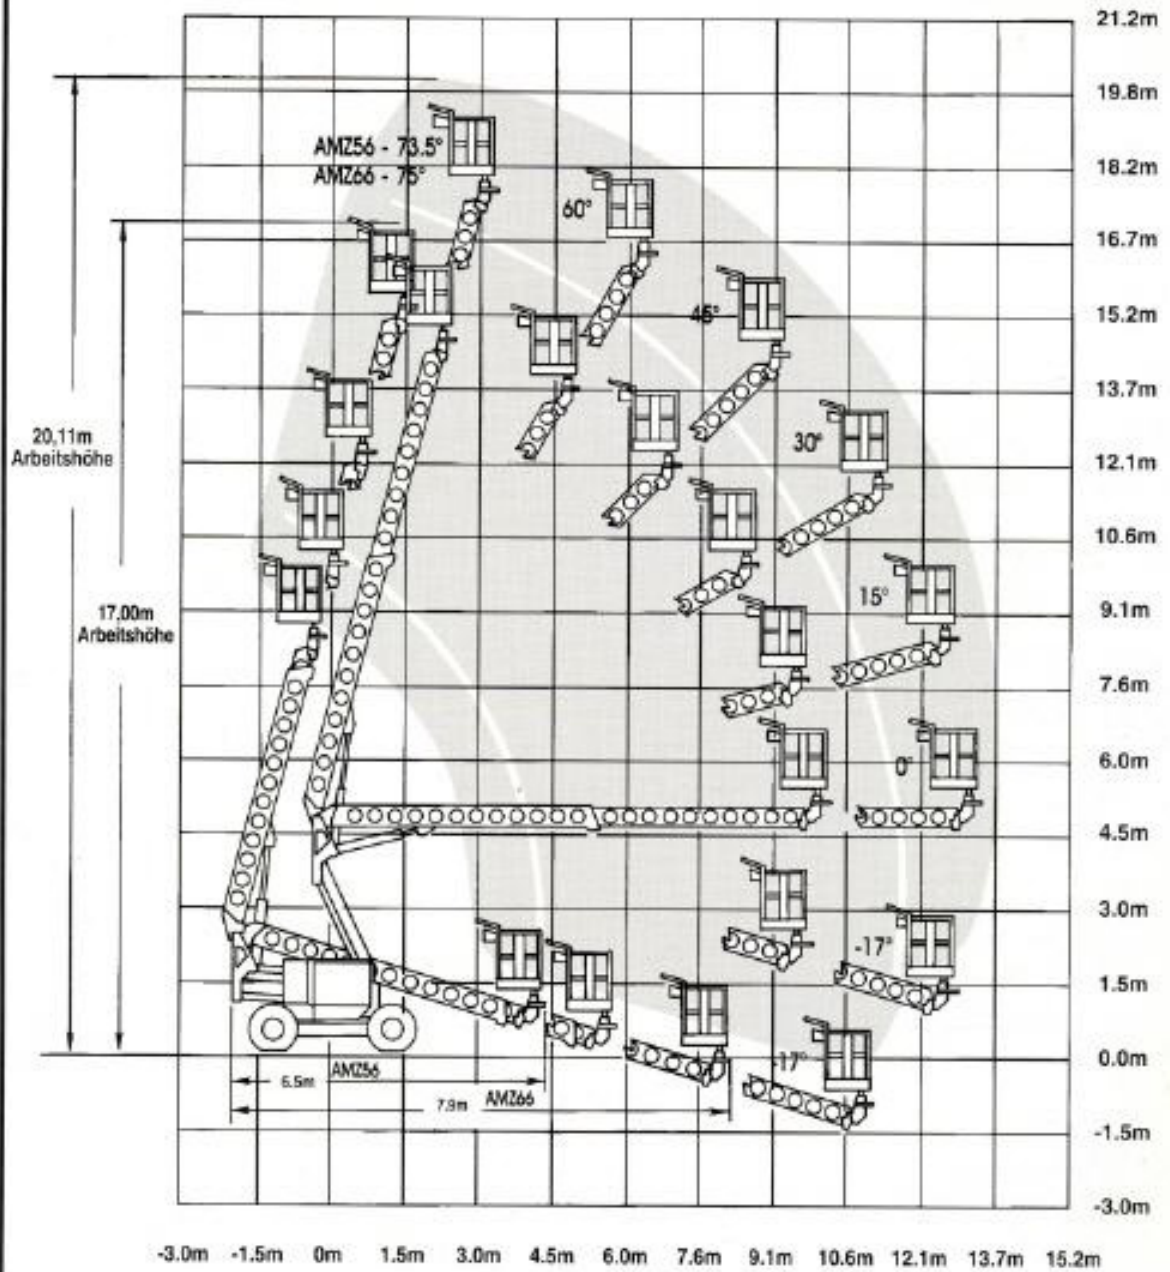 21.2m
19.8m
AMZ56 - 73.5°
AMZ66 - 75°
18.2m
60°
16.7m
45°
15.2m
13.7m
20,11m
Arbeitshöhe
30°
12.1m
10.6m
15°
9.1m
17.00m
Arbeitshöhe
7.6m
0°
6.0m
4.5m
3.0m
-17°
1.5m
-17°
0.0m
6.5m
AMZ56
7.9m
AMZ66
-1.5m
-3.0m
-3.0m -1.5m 0m 1.5m 3.0m 4.5m 6.0m 7.6m 9.1m 10.6m 12.1m 13.7m 15.2m